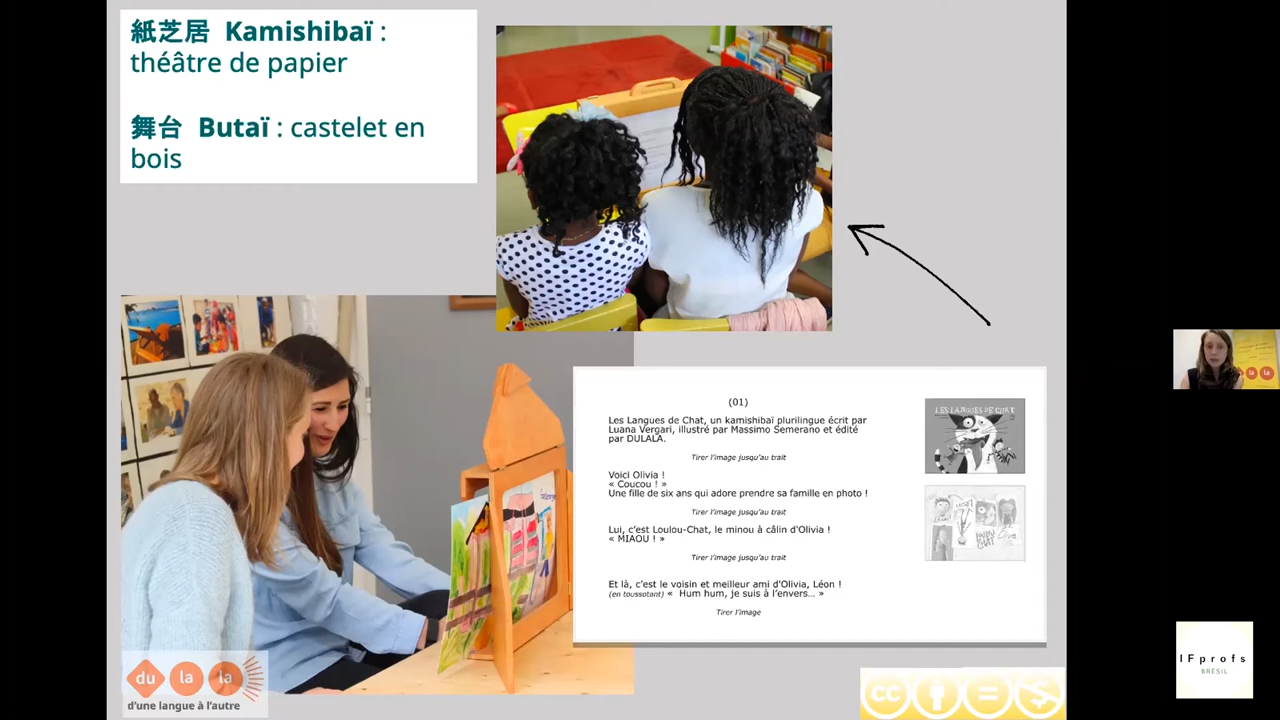 紙芝居 Kamishibaï :
théâtre de papier
舞台 Butaï : castelet en
bois
(01)
Les Langues de Chat, un kamishibaï plurilingue écrit par
Luana Vergari, illustré par Massimo Semerano et édité
par DULALA.
Tirer l'image jusqu'au trait
Voici Olivia !
« Coucou ! »
Une fille de six ans qui adore prendre sa famille en photo !
Tirer l'image jusqu'au trait
Lui, c'est Loulou-Chat, le minou à câlin d'Olivia !
« MIAOU ! »
Tirer l'image jusqu'au trait
Et là, c'est le voisin et meilleur ami d'Olivia, Léon !
(en toussotant) « Hum hum, je suis à l'envers... »
Tirer l'image
LES LANGUES DE CHAT
du la la
d'une langue à l'autre
cc
la la
IFprofs
BRÉSIL